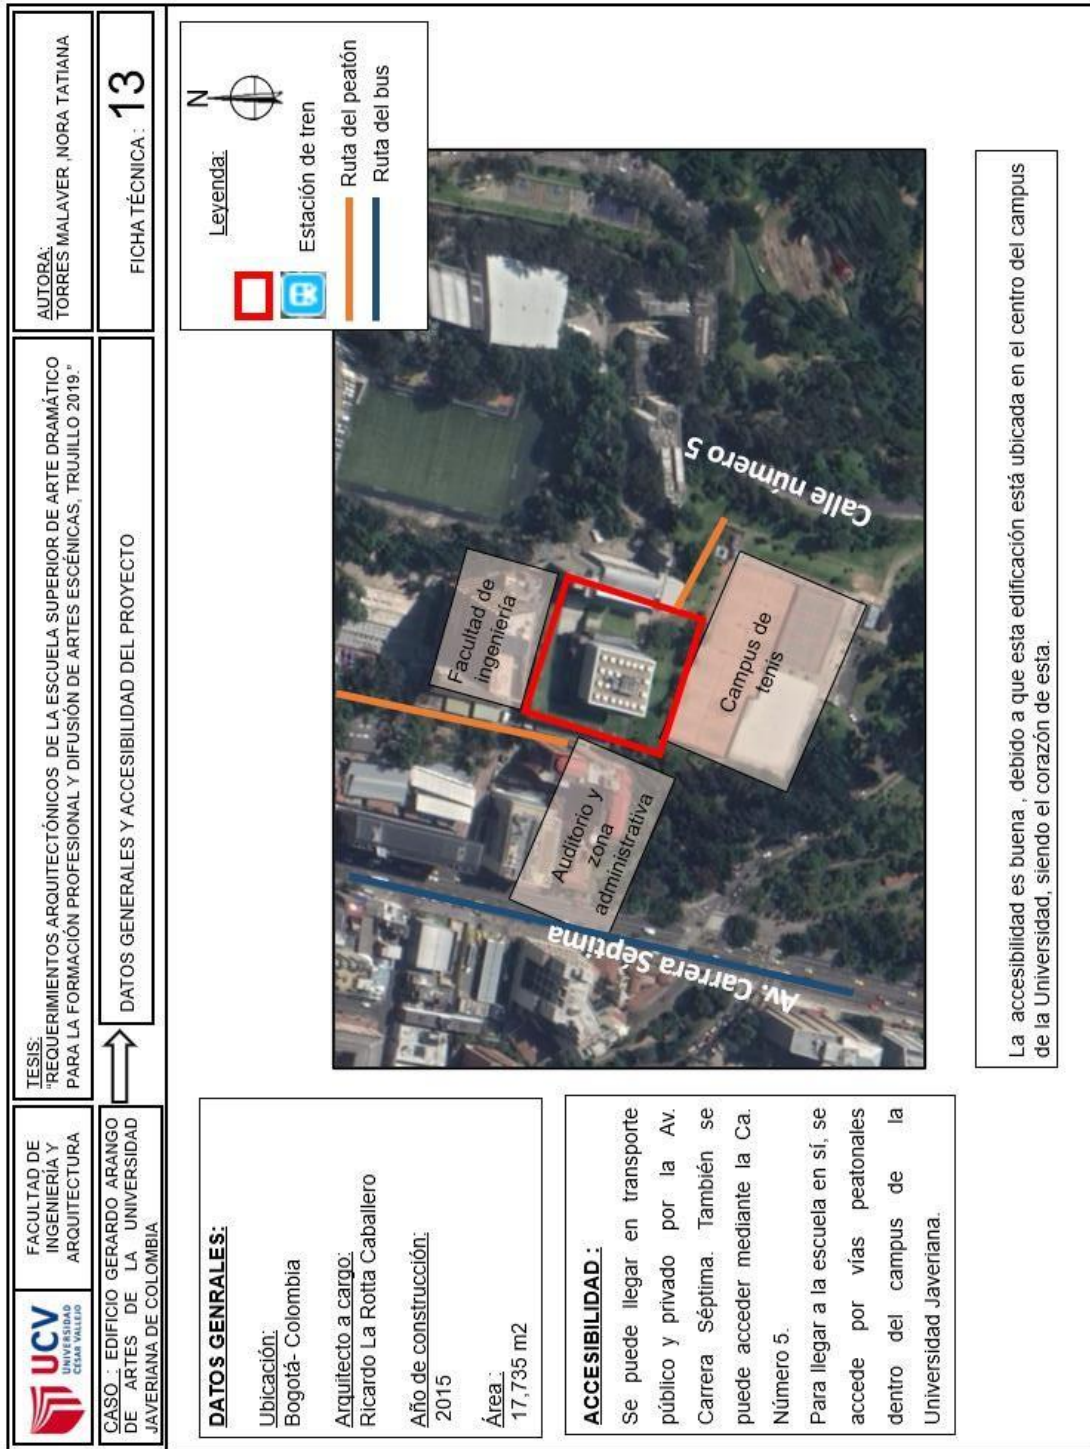 UCV
UNIVERSIDAD
CÉSAR VALLEJO
FACULTAD DE
INGENIERÍA Y
ARQUITECTURA
TESIS:
"REQUERIMIENTOS ARQUITECTÓNICOS DE LA ESCUELA SUPERIOR DE ARTE DRAMÁTICO
PARA LA FORMACIÓN PROFESIONAL Y DIFUSIÓN DE ARTES ESCÉNICAS, TRUJILLO 2019."
AUTORA:
TORRES MALAVER ,NORA TATIANA
CASO : EDIFICIO GERARDO ARANGO
DE ARTES DE LA UNIVERSIDAD
JAVERIANA DE COLOMBIA
DATOS GENERALES Y ACCESIBILIDAD DEL PROYECTO
FICHA TÉCNICA : 13
DATOS GENRALES:
Ubicación:
Bogotá- Colombia
Arquitecto a cargo:
Ricardo La Rotta Caballero
Año de construcción:
2015
Área :
17,735 m2
ACCESIBILIDAD :
Se puede llegar en transporte
público y privado por la Av.
Carrera Séptima. También se
puede acceder mediante la Ca.
Número 5.
Para llegar a la escuela en sí, se
accede por vías peatonales
dentro del campus de la
Universidad Javeriana.
Av. Carrera Séptima
Auditorio y
zona
administrativa
Facultad de
ingeniería
Campus de
tenis
Calle número 5
Leyenda:
N
Estación de tren
Ruta del peatón
Ruta del bus
La accesibilidad es buena , debido a que esta edificación está ubicada en el centro del campus
de la Universidad, siendo el corazón de esta.